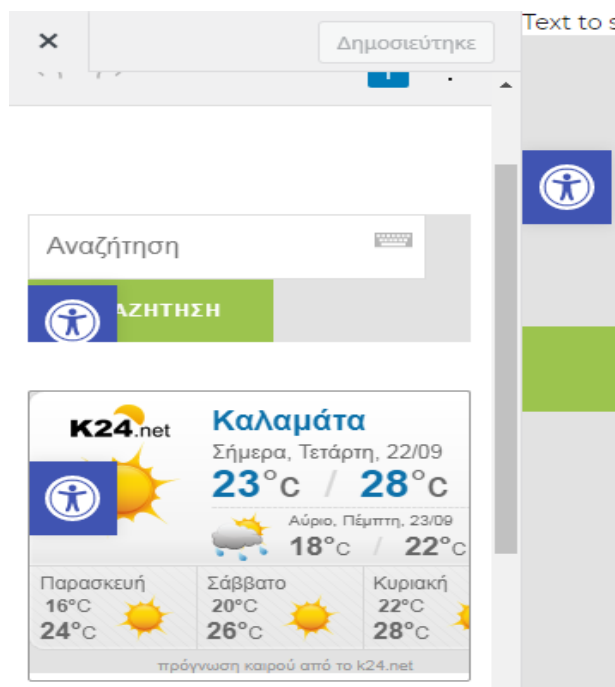 Δημοσιεύτηκε
Text to
Αναζήτηση
ΑΖΗΤΗΣΗ
K24.net
Καλαμάτα
Σήμερα, Τετάρτη, 22/09
23°C / 28°C
Αύριο, Πέμπτη, 23/09
18°C / 22°C
Παρασκευή
16°C
24°C
Σάββατο
20°C
26°C
Κυριακή
22°C
28°C
πρόγνωση καιρού από το k24.net